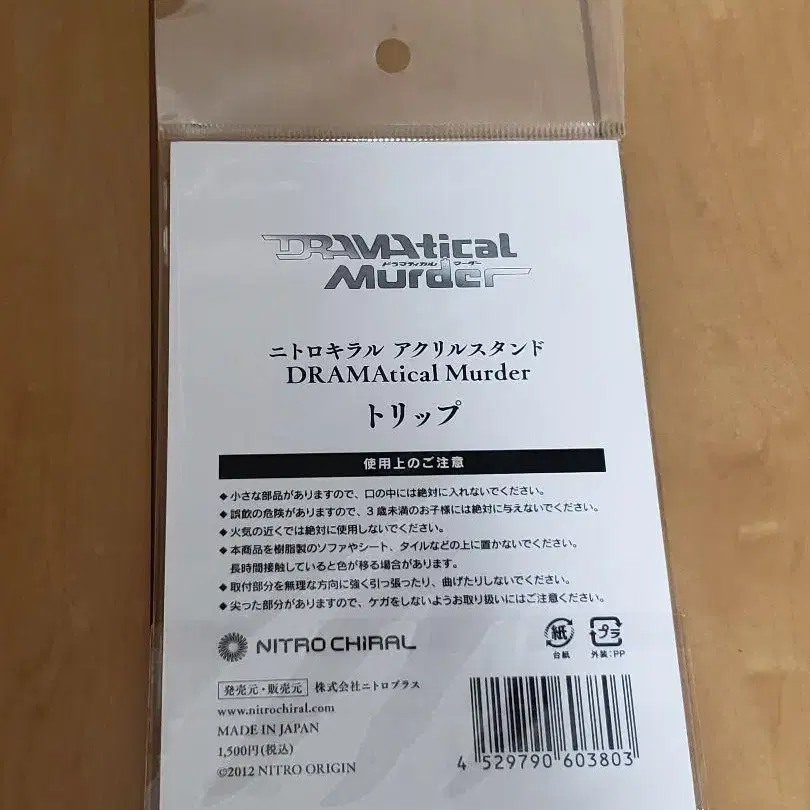 DRAMAtical
ドラマティカル マーダー
Murder
ニトロキラル アクリルスタンド
DRAMAtical Murder
トリップ
使用上のご注意
◆小さな部品がありますので、口の中には絶対に入れないでください。
◆誤飲の危険がありますので、3歳未満のお子様には絶対に与えないでください。
◆火気の近くでは絶対に使用しないでください。
◆本商品を樹脂製のソファやシート、タイルなどの上に置かないでください。
長時間接触していると色が移る場合があります。
◆取付部分を無理な方向に強く引っ張ったり、曲げたりしないでください。
◆尖った部分がありますので、ケガをしないようお取り扱いにはご注意ください。
NITRO CHiRAL
紙
台紙
プラ
外装:PP
発売元・販売元 株式会社ニトロプラス
www.nitrochiral.com
MADE IN JAPAN
1,500円(税込)
©2012 NITRO ORIGIN
4 529790 603803